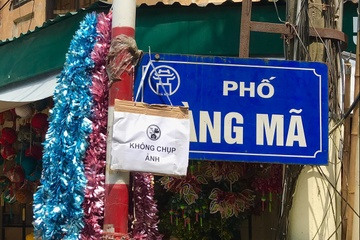 PHỐ
ANG MÃ
KHÔNG CHỤP
ẢNH